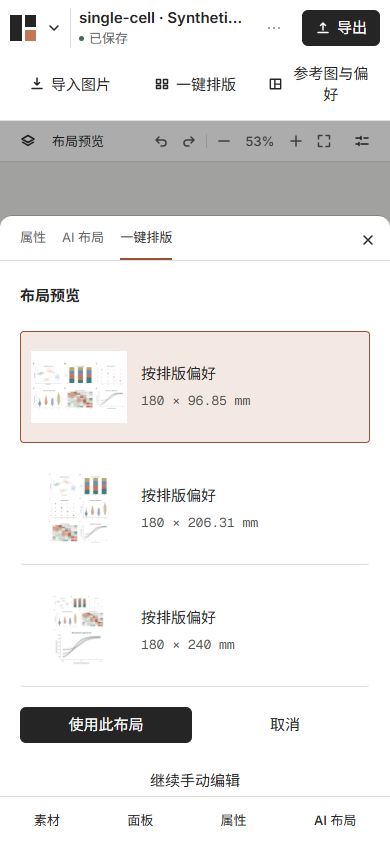 single-cell · Syntheti...
已保存
导出
导入图片
一键排版
参考图与偏
好
布局预览
53%
属性
AI 布局
一键排版
布局预览
按排版偏好
180 × 96.85 mm
按排版偏好
180 × 206.31 mm
按排版偏好
180 × 240 mm
使用此布局
取消
继续手动编辑
素材
面板
属性
AI 布局